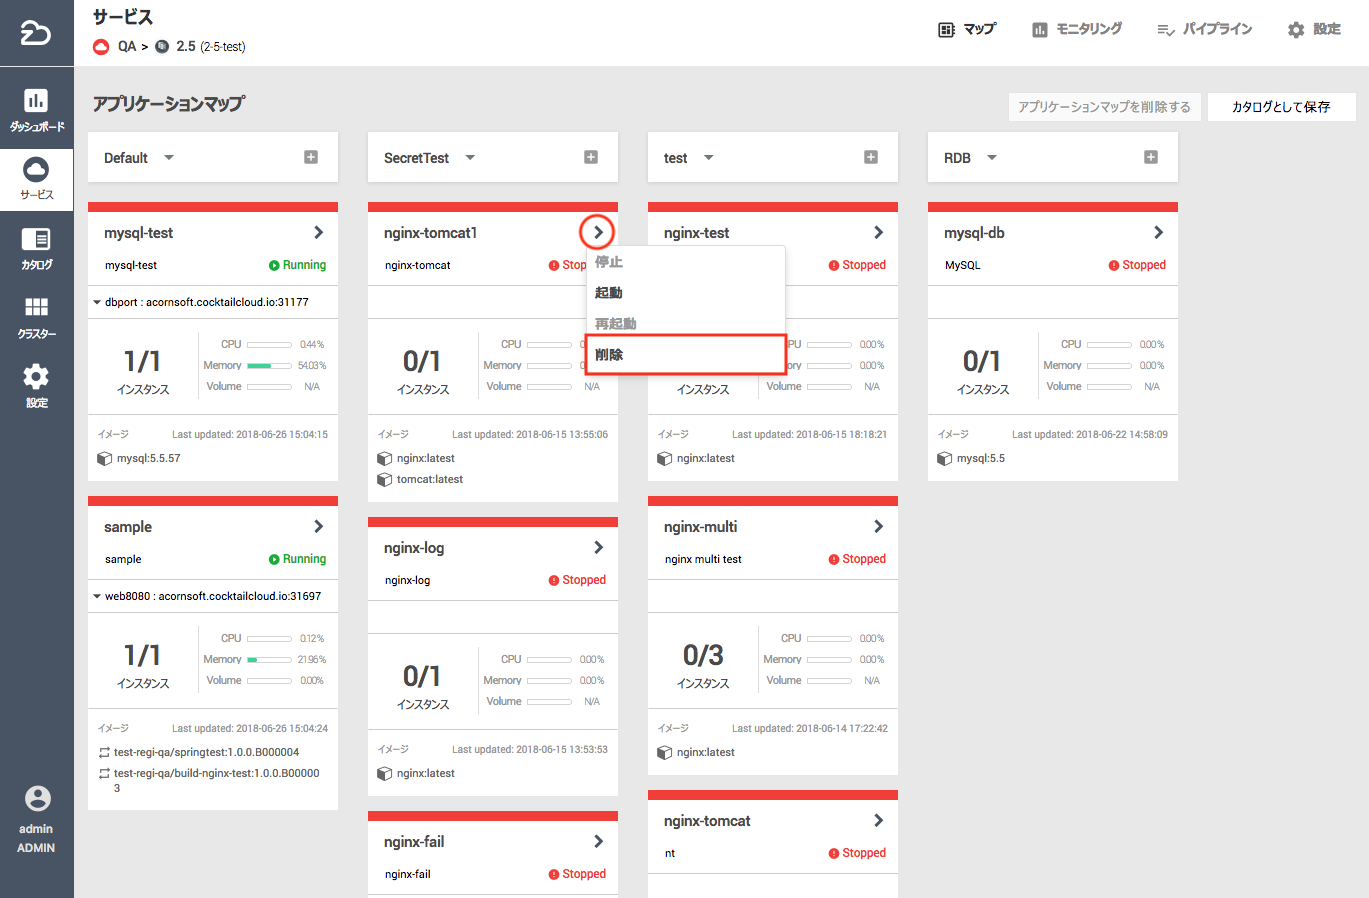 サービス
QA > 2.5 (2-5-test)
マップ
モニタリング
パイプライン
設定
ダッシュボード
サービス
カタログ
クラスター
設定
admin
ADMIN
アプリケーションマップ
アプリケーションマップを削除する
カタログとして保存
Default
SecretTest
test
RDB
mysql-test
mysql-test
Running
dbport : acornsoft.cocktailcloud.io:31177
1/1
インスタンス
CPU 0.44%
Memory 54.03%
Volume N/A
イメージ
Last updated: 2018-06-26 15:04:15
mysql:5.5.57
sample
sample
Running
web8080 : acornsoft.cocktailcloud.io:31697
1/1
インスタンス
CPU 0.12%
Memory 21.96%
Volume 0.00%
イメージ
Last updated: 2018-06-26 15:04:24
test-regi-qa/springtest:1.0.0.B000004
test-regi-qa/build-nginx-test:1.0.0.B00000
3
nginx-tomcat1
nginx-tomcat
Stop
停止
起動
再起動
削除
0/1
インスタンス
CPU 0
Memory 0
Volume N/A
イメージ
Last updated: 2018-06-15 13:55:06
nginx:latest
tomcat:latest
nginx-log
nginx-log
Stopped
0/1
インスタンス
CPU 0.00%
Memory 0.00%
Volume N/A
イメージ
Last updated: 2018-06-15 13:53:53
nginx:latest
nginx-fail
nginx-fail
Stopped
nginx-test
Stopped
インスタンス
PU 0.00%
ory 0.00%
Volume N/A
イメージ
Last updated: 2018-06-15 18:18:21
nginx:latest
nginx-multi
nginx multi test
Stopped
0/3
インスタンス
CPU 0.00%
Memory 0.00%
Volume N/A
イメージ
Last updated: 2018-06-14 17:22:42
nginx:latest
nginx-tomcat
nt
Stopped
mysql-db
MySQL
Stopped
0/1
インスタンス
CPU 0.00%
Memory 0.00%
Volume N/A
イメージ
Last updated: 2018-06-22 14:58:09
mysql:5.5